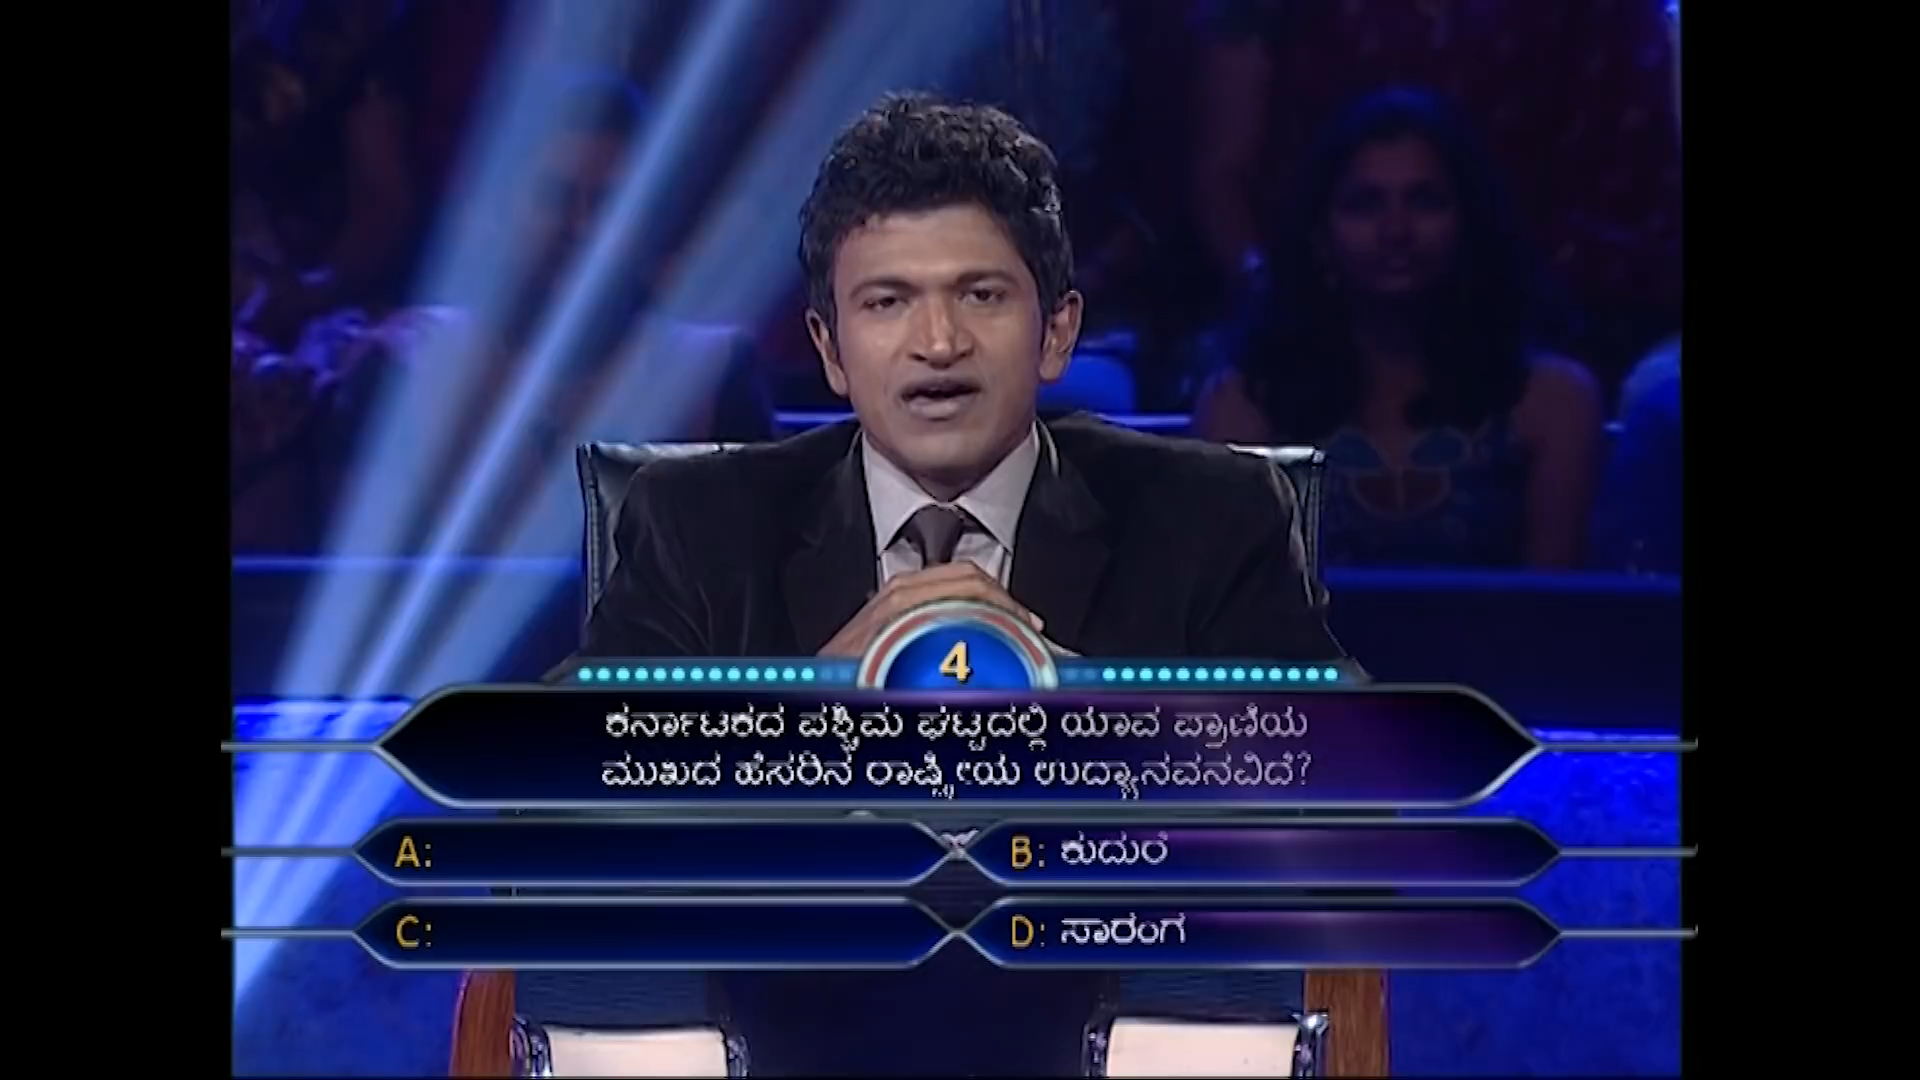 4
ಕರ್ನಾಟಕದ ಪಶ್ಚಿಮ ಘಟ್ಟದಲ್ಲಿ ಯಾವ ಪ್ರಾಣಿಯ
ಮುಖದ ಹೆಸರಿನ ರಾಷ್ಟ್ರೀಯ ಉದ್ಯಾನವನವಿದೆ?
A:
B: ಕುದುರೆ
C:
D: ಸಾರಂಗ